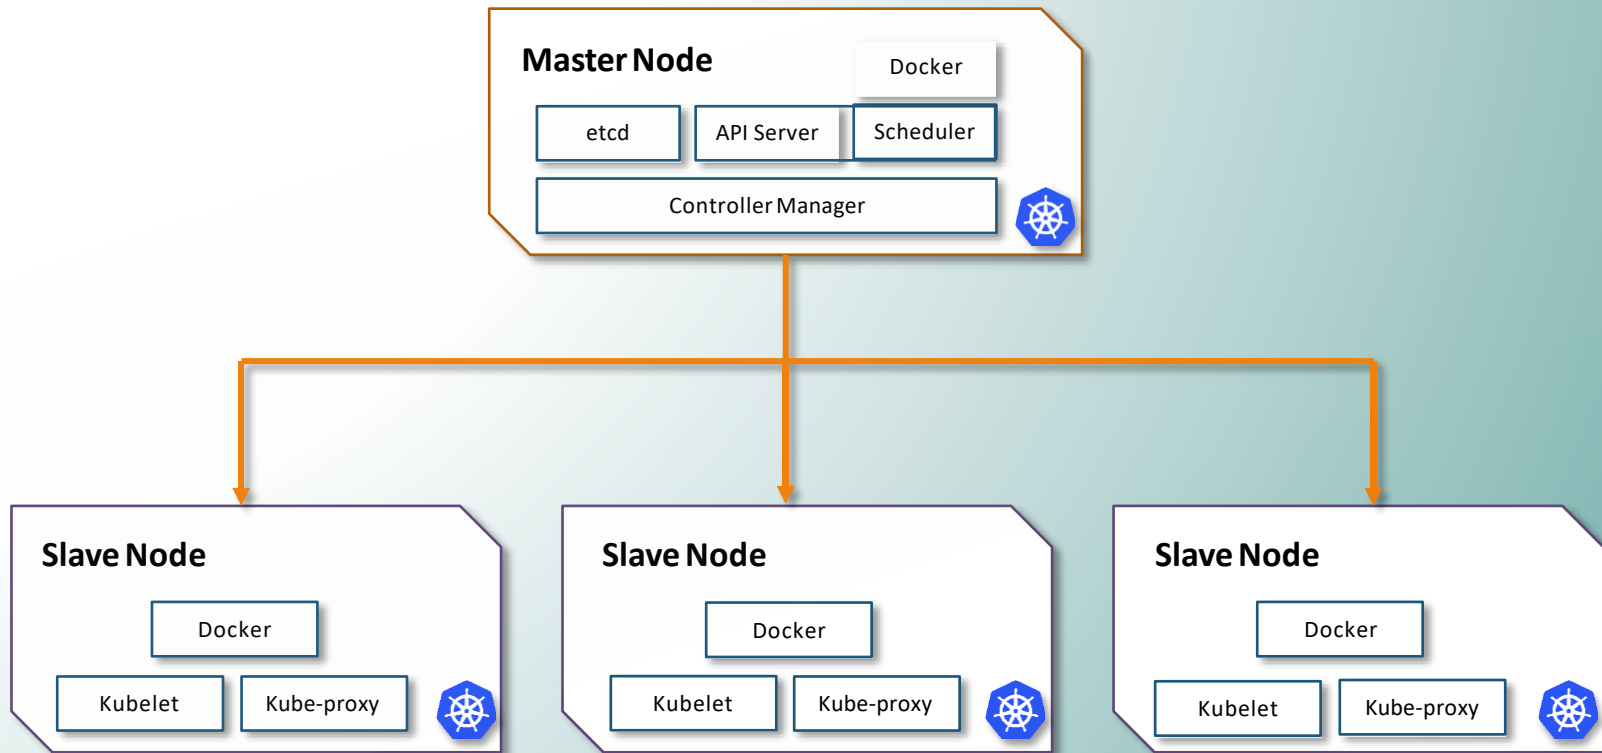 Master Node
Docker
etcd
API Server
Scheduler
Controller Manager
Slave Node
Docker
Kubelet
Kube-proxy
Slave Node
Docker
Kubelet
Kube-proxy
Slave Node
Docker
Kubelet
Kube-proxy